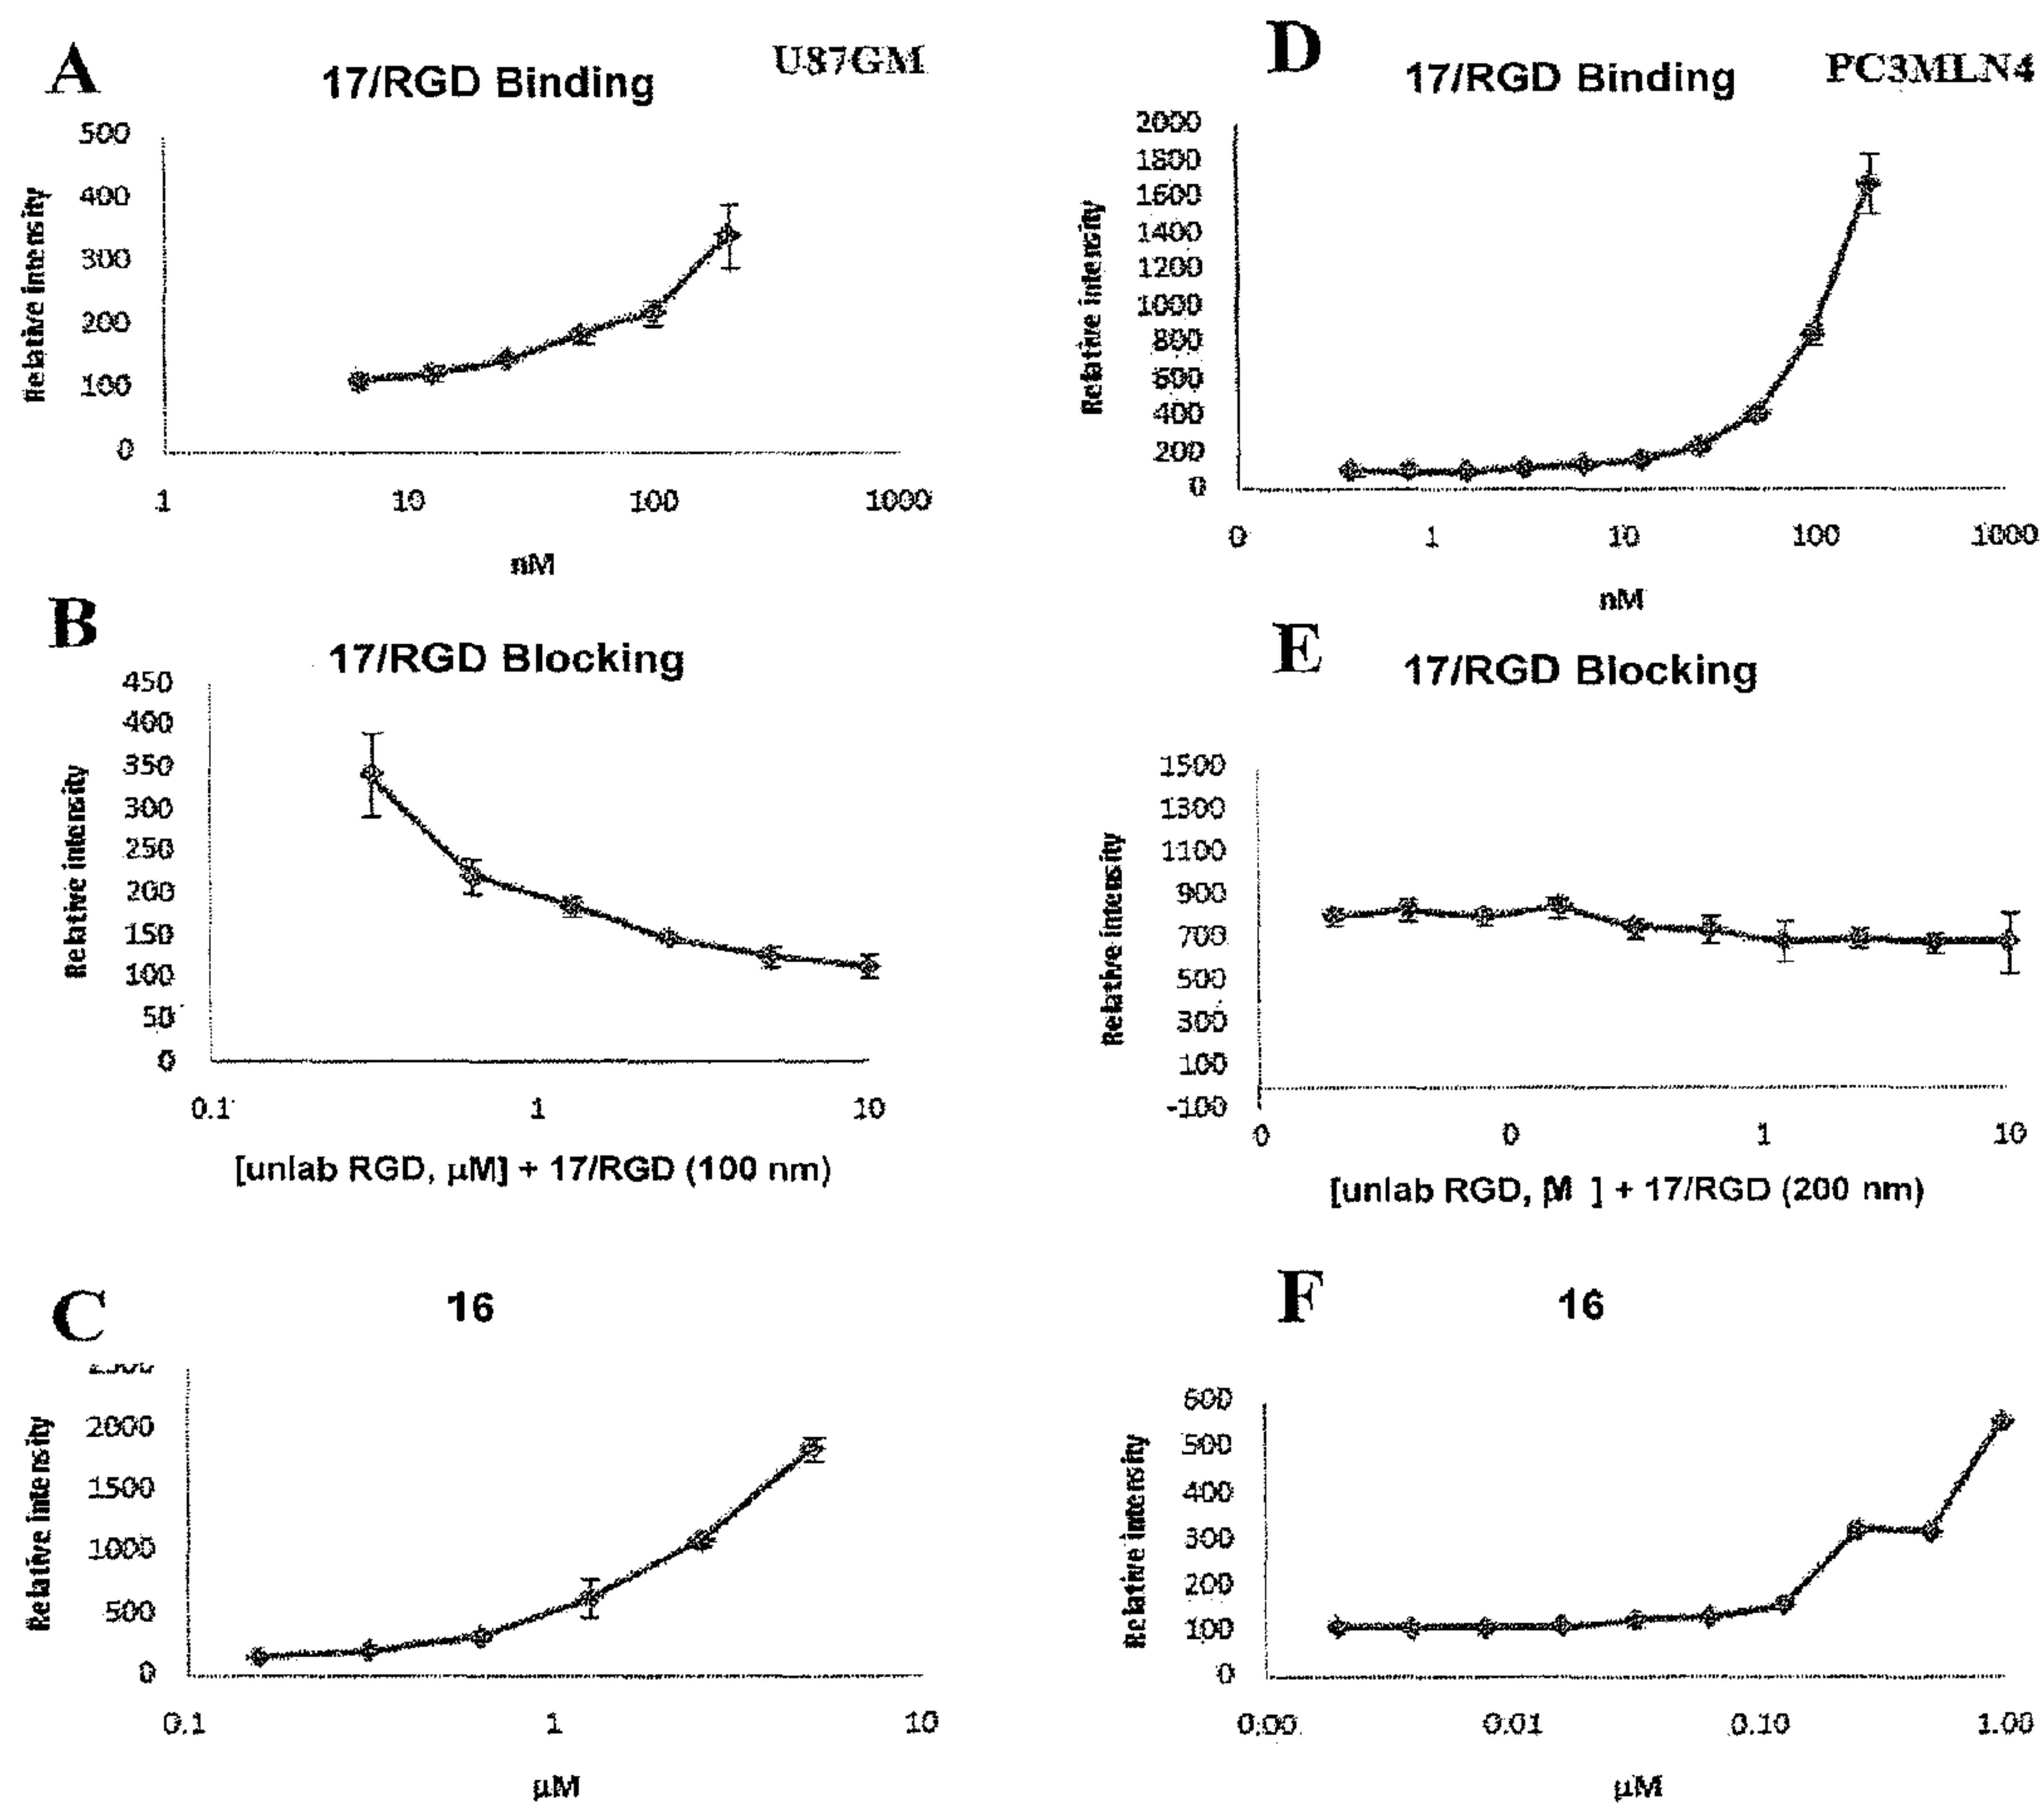 A
17/RGD Binding
U87GM
500
400
300
200
100
0
Relative intensity
1 10 100 1000
nM
D
17/RGD Binding
PC3MLN4
2000
1800
1600
1400
1200
1000
800
600
400
200
0
Relative intensity
0 1 10 100 1000
nM
B
17/RGD Blocking
450
400
350
300
250
200
150
100
50
0
Relative intensity
0.1 1 10
[unlab RGD, µM] + 17/RGD (100 nm)
E
17/RGD Blocking
1500
1300
1100
900
700
500
300
100
-100
Relative intensity
0 0 1 10
[unlab RGD, µM ] + 17/RGD (200 nm)
C
16
2000
1500
1000
500
0
Relative intensity
0.1 1 10
µM
F
16
600
500
400
300
200
100
0
Relative intensity
0.00 0.01 0.10 1.00
µM